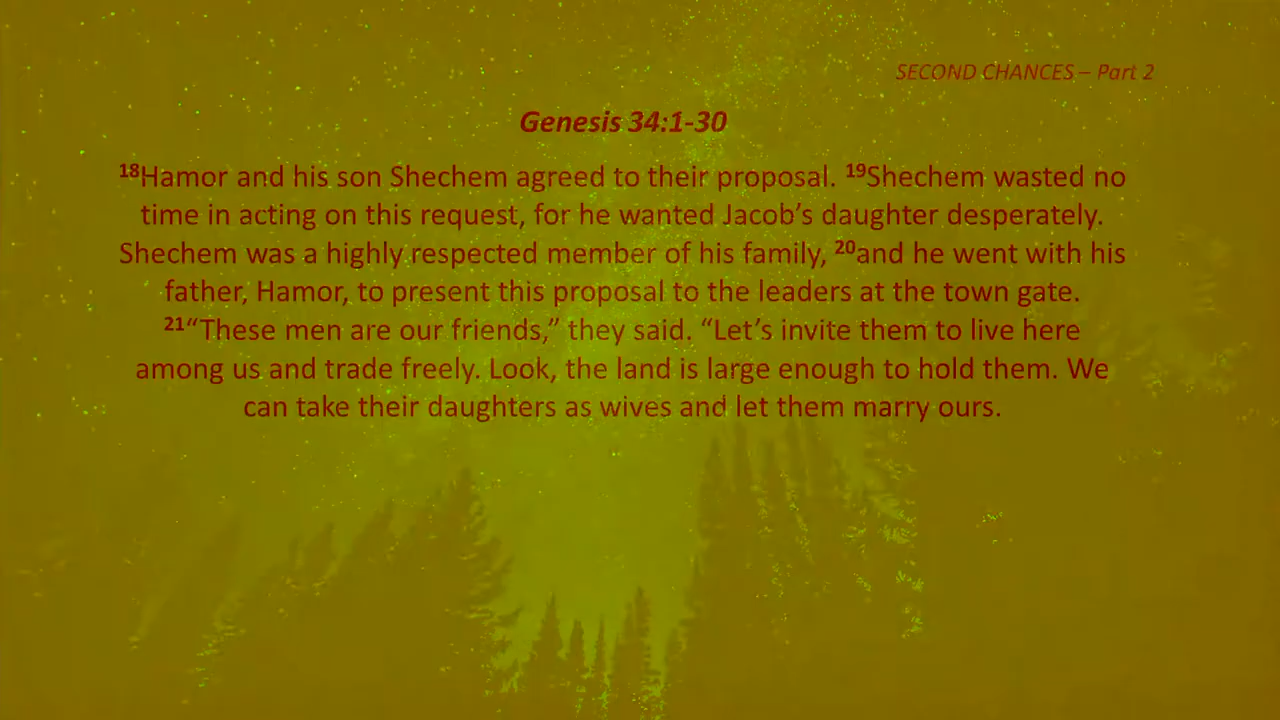 SECOND CHANCES – Part 2
Genesis 34:1-30
18Hamor and his son Shechem agreed to their proposal. 19Shechem wasted no
time in acting on this request, for he wanted Jacob’s daughter desperately.
Shechem was a highly respected member of his family, 20and he went with his
father, Hamor, to present this proposal to the leaders at the town gate.
21“These men are our friends,” they said. “Let’s invite them to live here
among us and trade freely. Look, the land is large enough to hold them. We
can take their daughters as wives and let them marry ours.